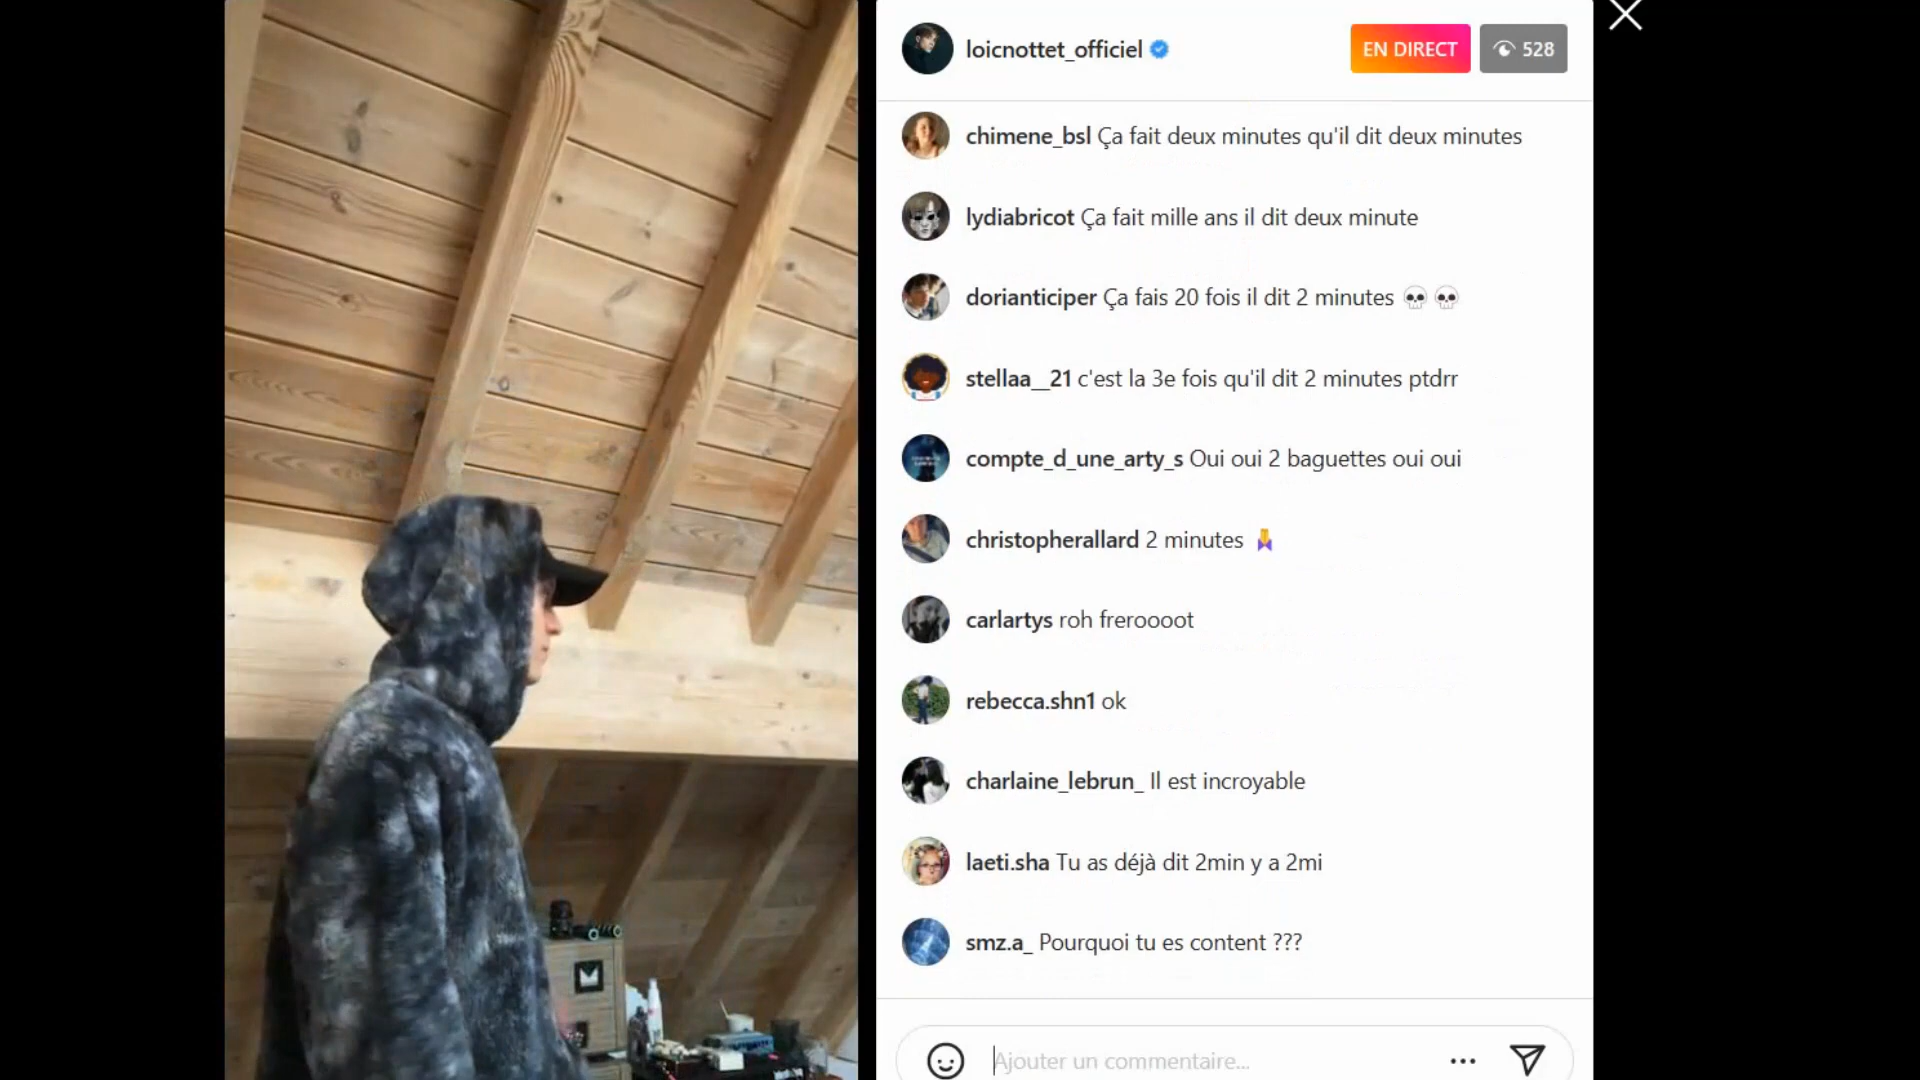 loicnottet_officiel
EN DIRECT
528
chimene_bsl Ça fait deux minutes qu'il dit deux minutes
lydiabricot Ça fait mille ans il dit deux minute
dorianticiper Ça fais 20 fois il dit 2 minutes 💀💀
stellaa__21 c'est la 3e fois qu'il dit 2 minutes ptdrr
compte_d_une_arty_s Oui oui 2 baguettes oui oui
christopherallard 2 minutes
carlartys roh freroooot
rebecca.shn1 ok
charlaine_lebrun_ Il est incroyable
laeti.sha Tu as déjà dit 2min y a 2mi
smz.a_ Pourquoi tu es content ???
Ajouter un commentaire...